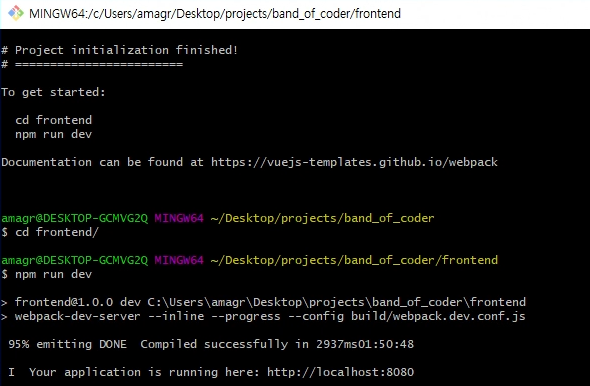 MINGW64:/c/Users/amagr/Desktop/projects/band_of_coder/frontend
# Project initialization finished!
# ========================
To get started:
cd frontend
npm run dev
Documentation can be found at https://vuejs-templates.github.io/webpack
amagr@DESKTOP-GCMVG2Q MINGW64 ~/Desktop/projects/band_of_coder
$ cd frontend/
amagr@DESKTOP-GCMVG2Q MINGW64 ~/Desktop/projects/band_of_coder/frontend
$ npm run dev
> frontend@1.0.0 dev C:\Users\amagr\Desktop\projects\band_of_coder\frontend
> webpack-dev-server --inline --progress --config build/webpack.dev.conf.js
95% emitting DONE  Compiled successfully in 2937ms01:50:48
I  Your application is running here: http://localhost:8080